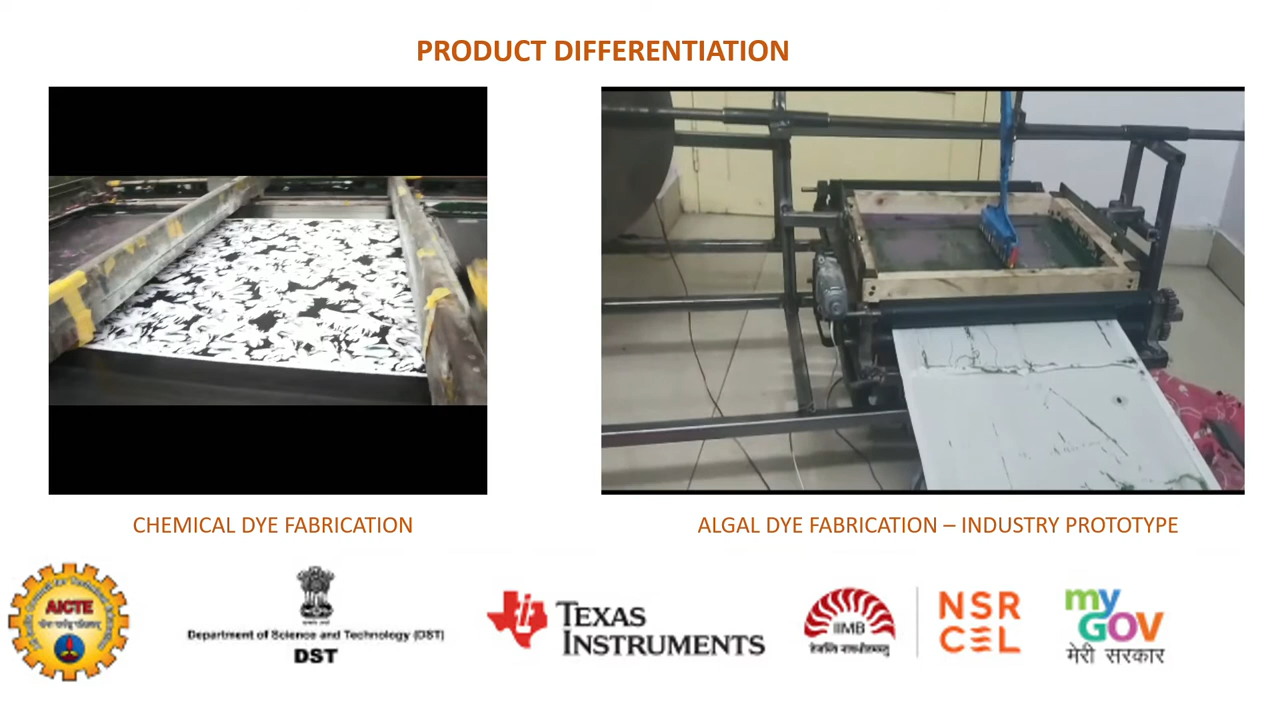 PRODUCT DIFFERENTIATION
CHEMICAL DYE FABRICATION
ALGAL DYE FABRICATION – INDUSTRY PROTOTYPE
AICTE
Department of Science and Technology (DST)
DST
TEXAS
INSTRUMENTS
IIMB
NSR
CEL
my
GOV
मेरी सरकार